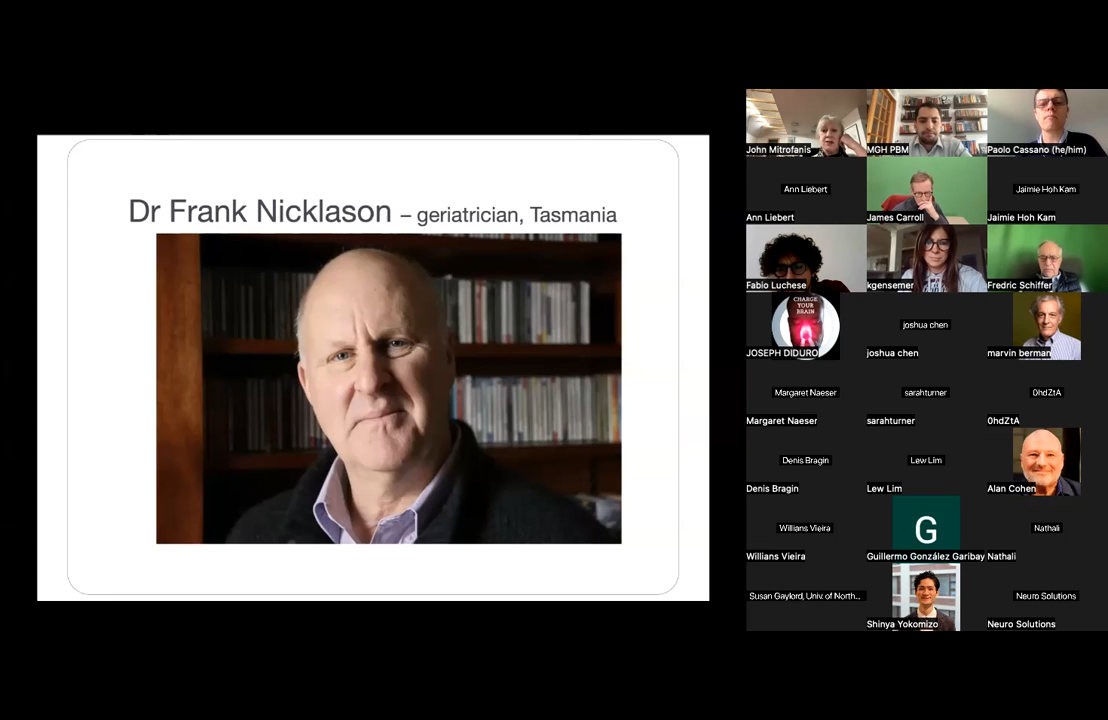 Dr Frank Nicklason – geriatrician, Tasmania
John Mitrofanis
MGH PBM
Paolo Cassano (he/him)
Ann Liebert
Ann Liebert
James Carroll
Jaimie Hoh Kam
Jaimie Hoh Kam
Fabio Luchese
kgensemer
Fredric Schiffer
CHARGE
YOUR
BRAIN
JOSEPH DIDURO
joshua chen
joshua chen
marvin berman
Margaret Naeser
Margaret Naeser
sarahturner
sarahturner
0hdZtA
0hdZtA
Denis Bragin
Denis Bragin
Lew Lim
Lew Lim
Alan Cohen
Willians Vieira
Willians Vieira
G
Guillermo González Garibay
Nathali
Nathali
Susan Gaylord, Univ. of North...
Shinya Yokomizo
Neuro Solutions
Neuro Solutions